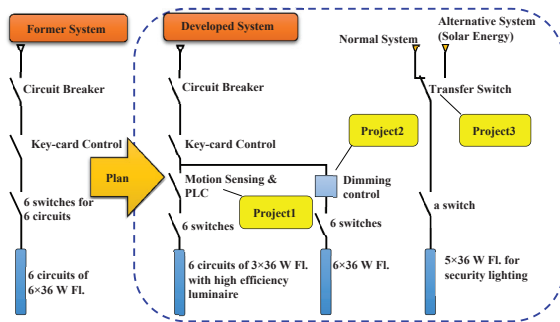 Former System
Developed System
Alternative System
(Solar Energy)
Normal System
Circuit Breaker
Circuit Breaker
Transfer Switch
Key-card Control
Key-card Control
Project2
Project3
Plan
Motion Sensing &
PLC
Dimming
control
6 switches for
6 circuits
Project1
a switch
6 switches
6 switches
6 circuits of
6×36 W Fl.
6 circuits of 3×36 W Fl.
with high efficiency
luminaire
6×36 W Fl.
5×36 W Fl. for
security lighting